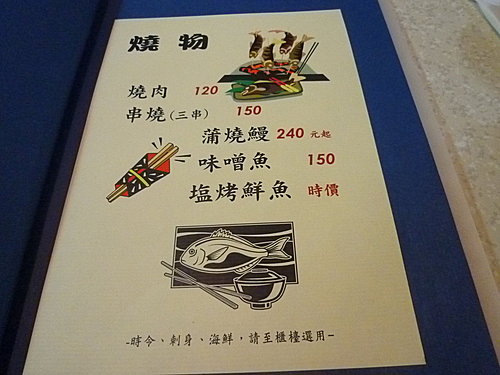 燒物
燒肉 120
串燒(三串) 150
蒲燒鰻 240 元起
味噌魚 150
塩烤鮮魚 時價
-時令、刺身、海鮮，請至櫃檯選用-